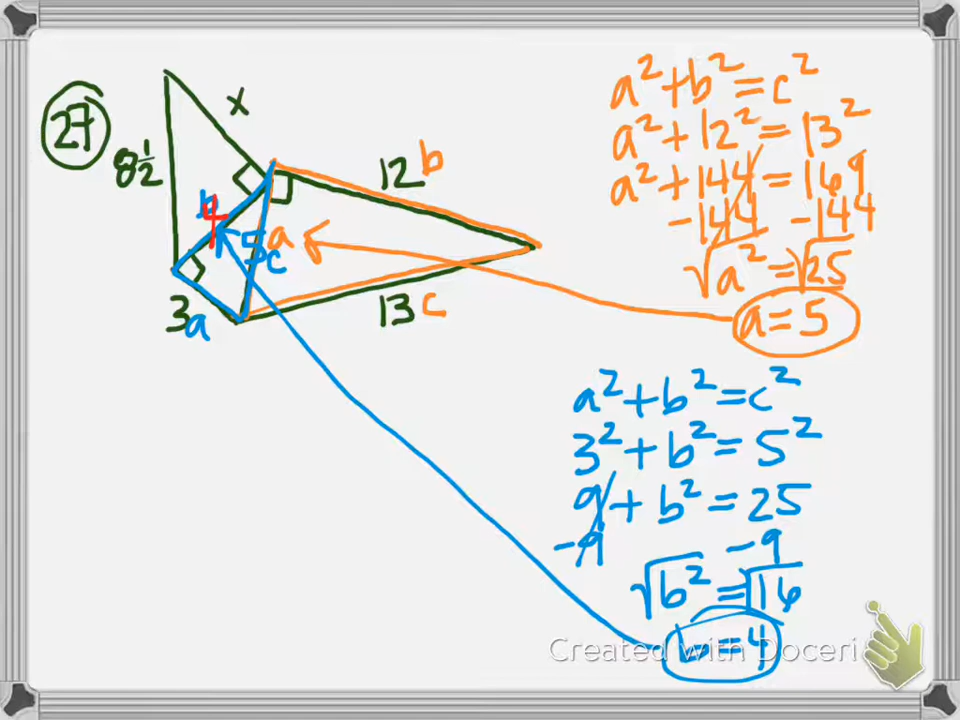 27
x
8 1/2
12 b
b
4
5
a
c
3 a
13 c
a² + b² = c²
a² + 12² = 13²
a² + 144 = 169
-144 -144
√a² = √25
a = 5
a² + b² = c²
3² + b² = 5²
9 + b² = 25
-9 -9
√b² = √16
b = 4
Created with Doceri